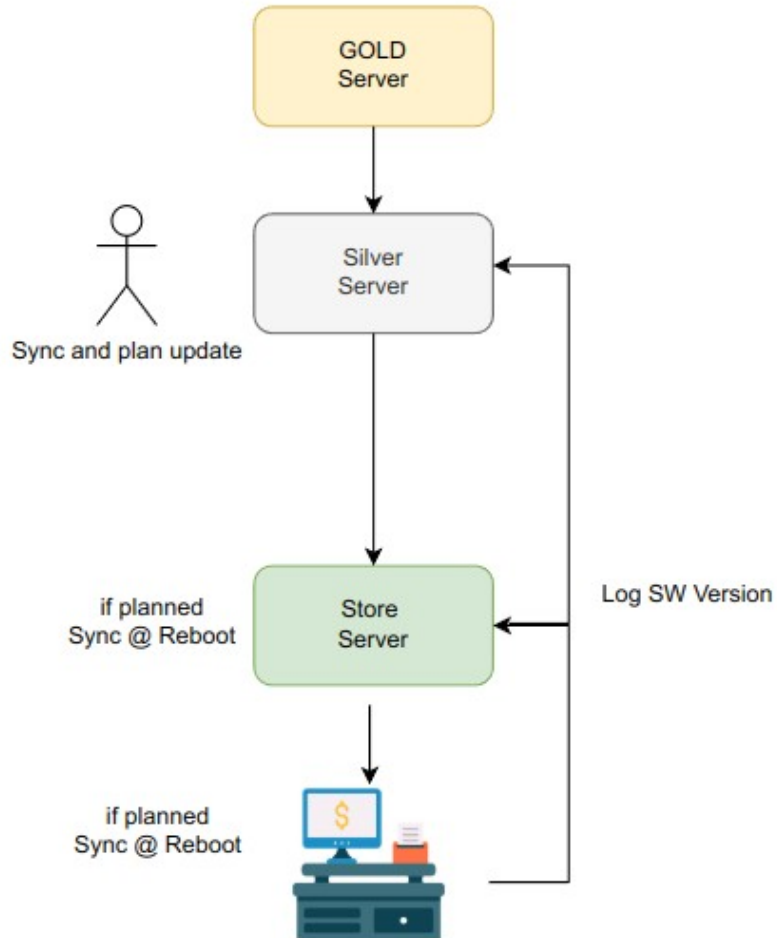 GOLD
Server
Silver
Server
Sync and plan update
if planned
Sync @ Reboot
Store
Server
Log SW Version
if planned
Sync @ Reboot
$